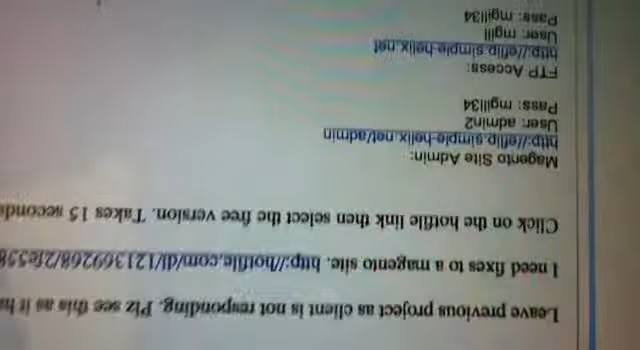 Leave previous project as client is not responding. Plz see this as it ha
I need fixes to a magento site. http://hotfile.com/dl/121369268/2fe558
Click on the hotfile link then select the free version. Takes 15 seconds
Magento Site Admin:
http://eflip.simple-helix.net/admin
User: admin2
Pass: mgill34
FTP Access:
http://eflip.simple-helix.net
User: mgill
Pass: mgill34